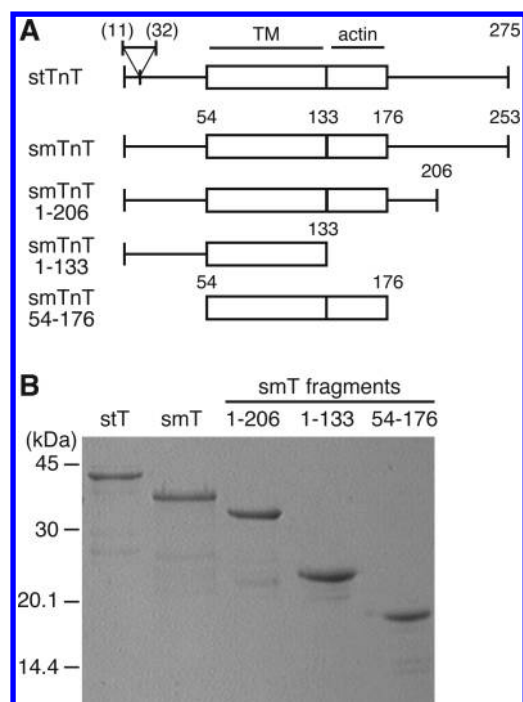 A
(11) (32) TM actin 275
stTnT
54 133 176 253
smTnT
206
smTnT
1-206
133
smTnT
1-133
54 176
smTnT
54-176
B
smT fragments
stT smT 1-206 1-133 54-176
(kDa)
45
30
20.1
14.4